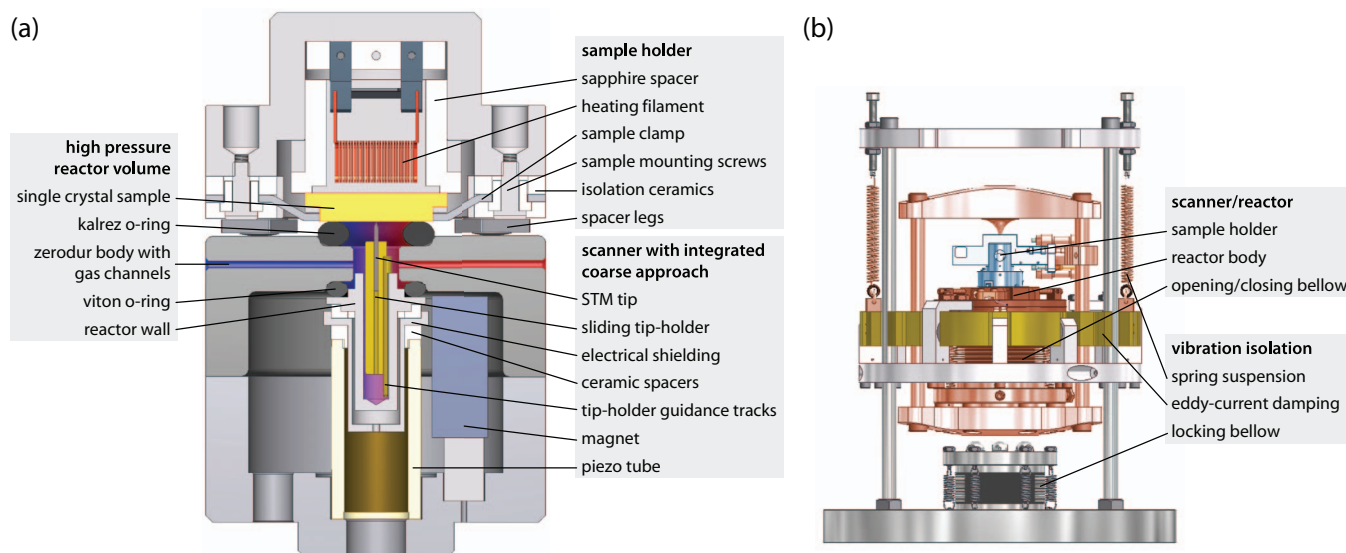 (a)
high pressure
reactor volume
single crystal sample
kalrez o-ring
zerodur body with
gas channels
viton o-ring
reactor wall
sample holder
sapphire spacer
heating filament
sample clamp
sample mounting screws
isolation ceramics
spacer legs
scanner with integrated
coarse approach
STM tip
sliding tip-holder
electrical shielding
ceramic spacers
tip-holder guidance tracks
magnet
piezo tube
(b)
scanner/reactor
sample holder
reactor body
opening/closing bellow
vibration isolation
spring suspension
eddy-current damping
locking bellow